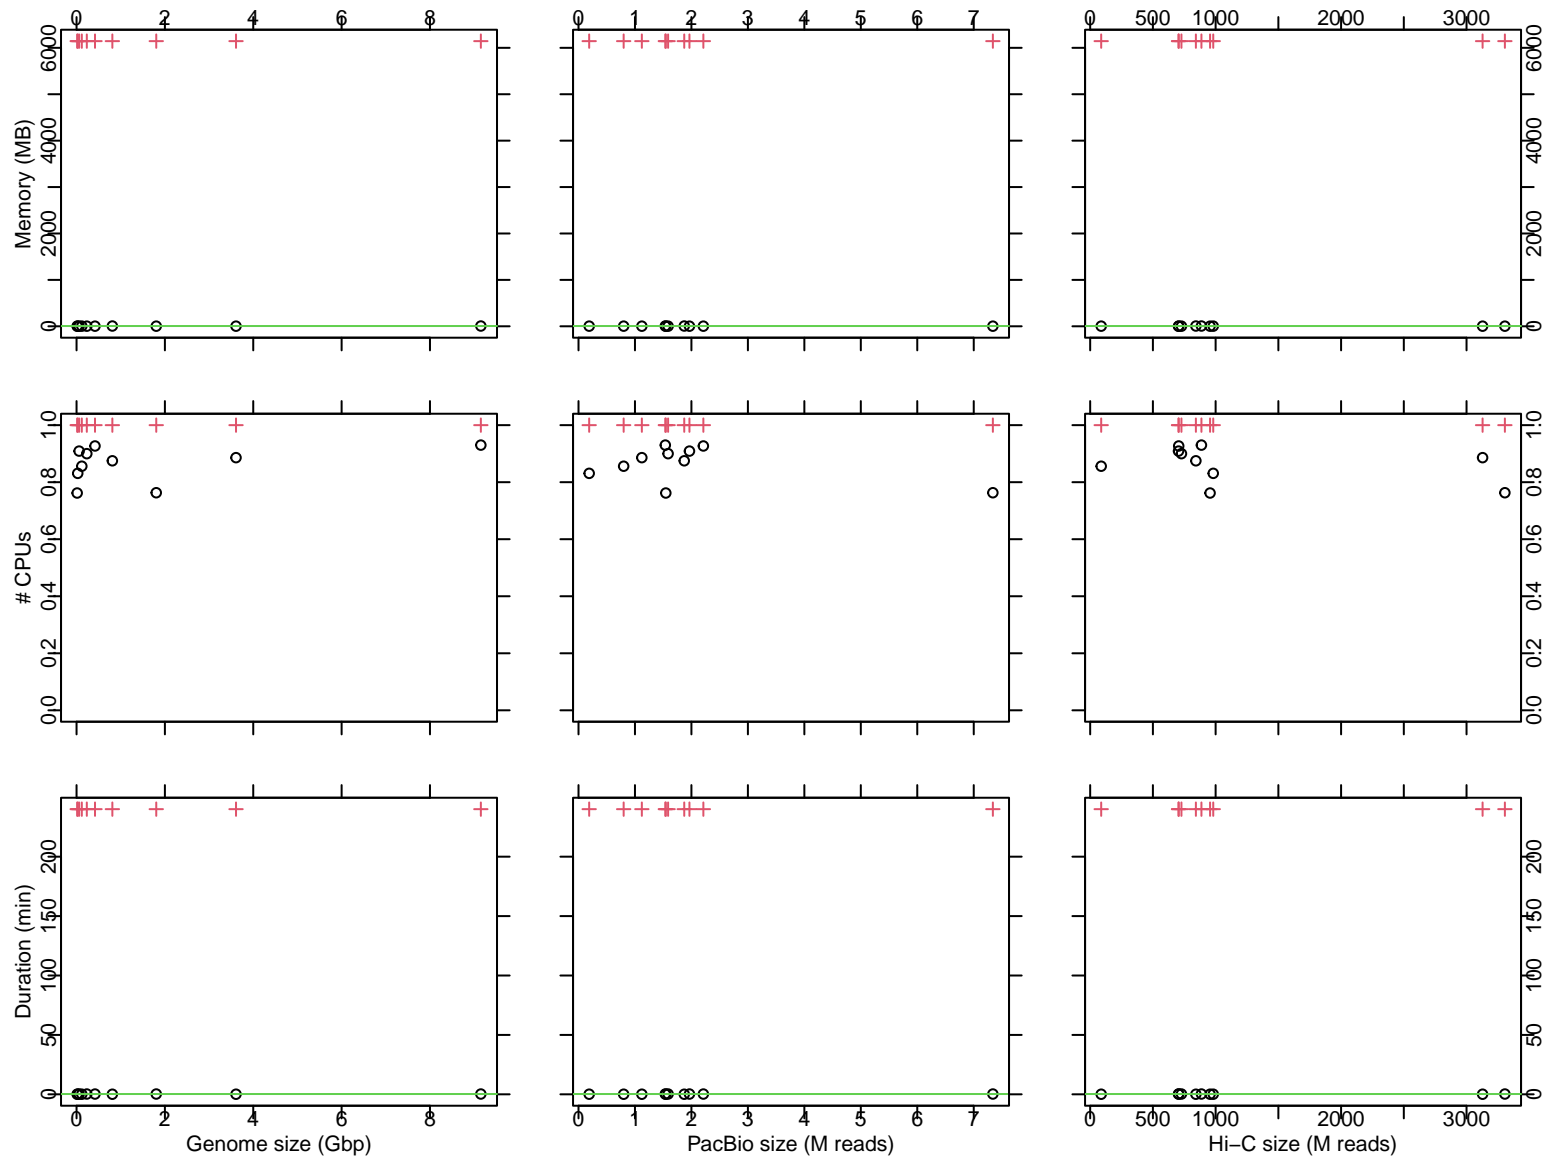 0 2 4 6 8 0 1 2 3 4 5 6 7 0 500 1000 2000 3000
Memory (MB)
0 2000 4000 6000
0 2000 4000 6000
# CPUs
0.0 0.2 0.4 0.6 0.8 1.0
0.0 0.2 0.4 0.6 0.8 1.0
Duration (min)
0 50 100 150 200
0 50 100 150 200
0 2 4 6 8 0 1 2 3 4 5 6 7 0 500 1000 2000 3000
Genome size (Gbp) PacBio size (M reads) Hi−C size (M reads)